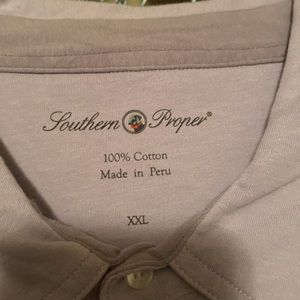 Southern Proper®
100% Cotton
Made in Peru
XXL